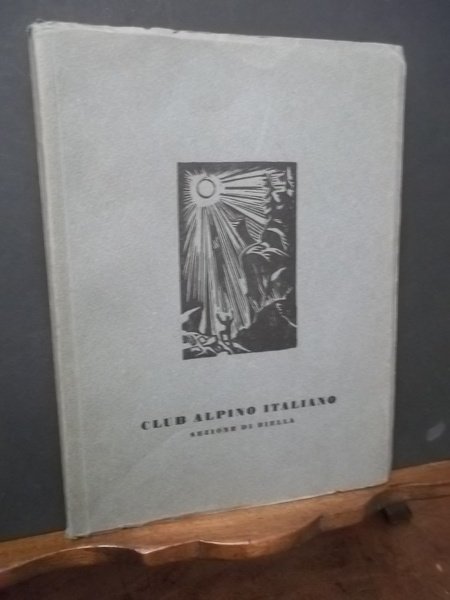 CLUB ALPINO ITALIANO
SEZIONE DI BIELLA